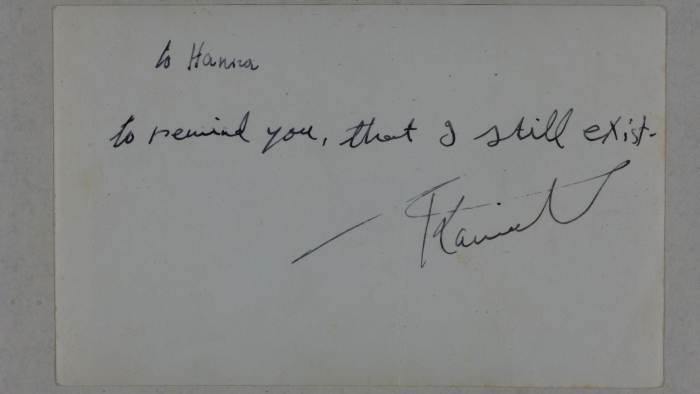 to Hanna
to remind you, that I still exist-